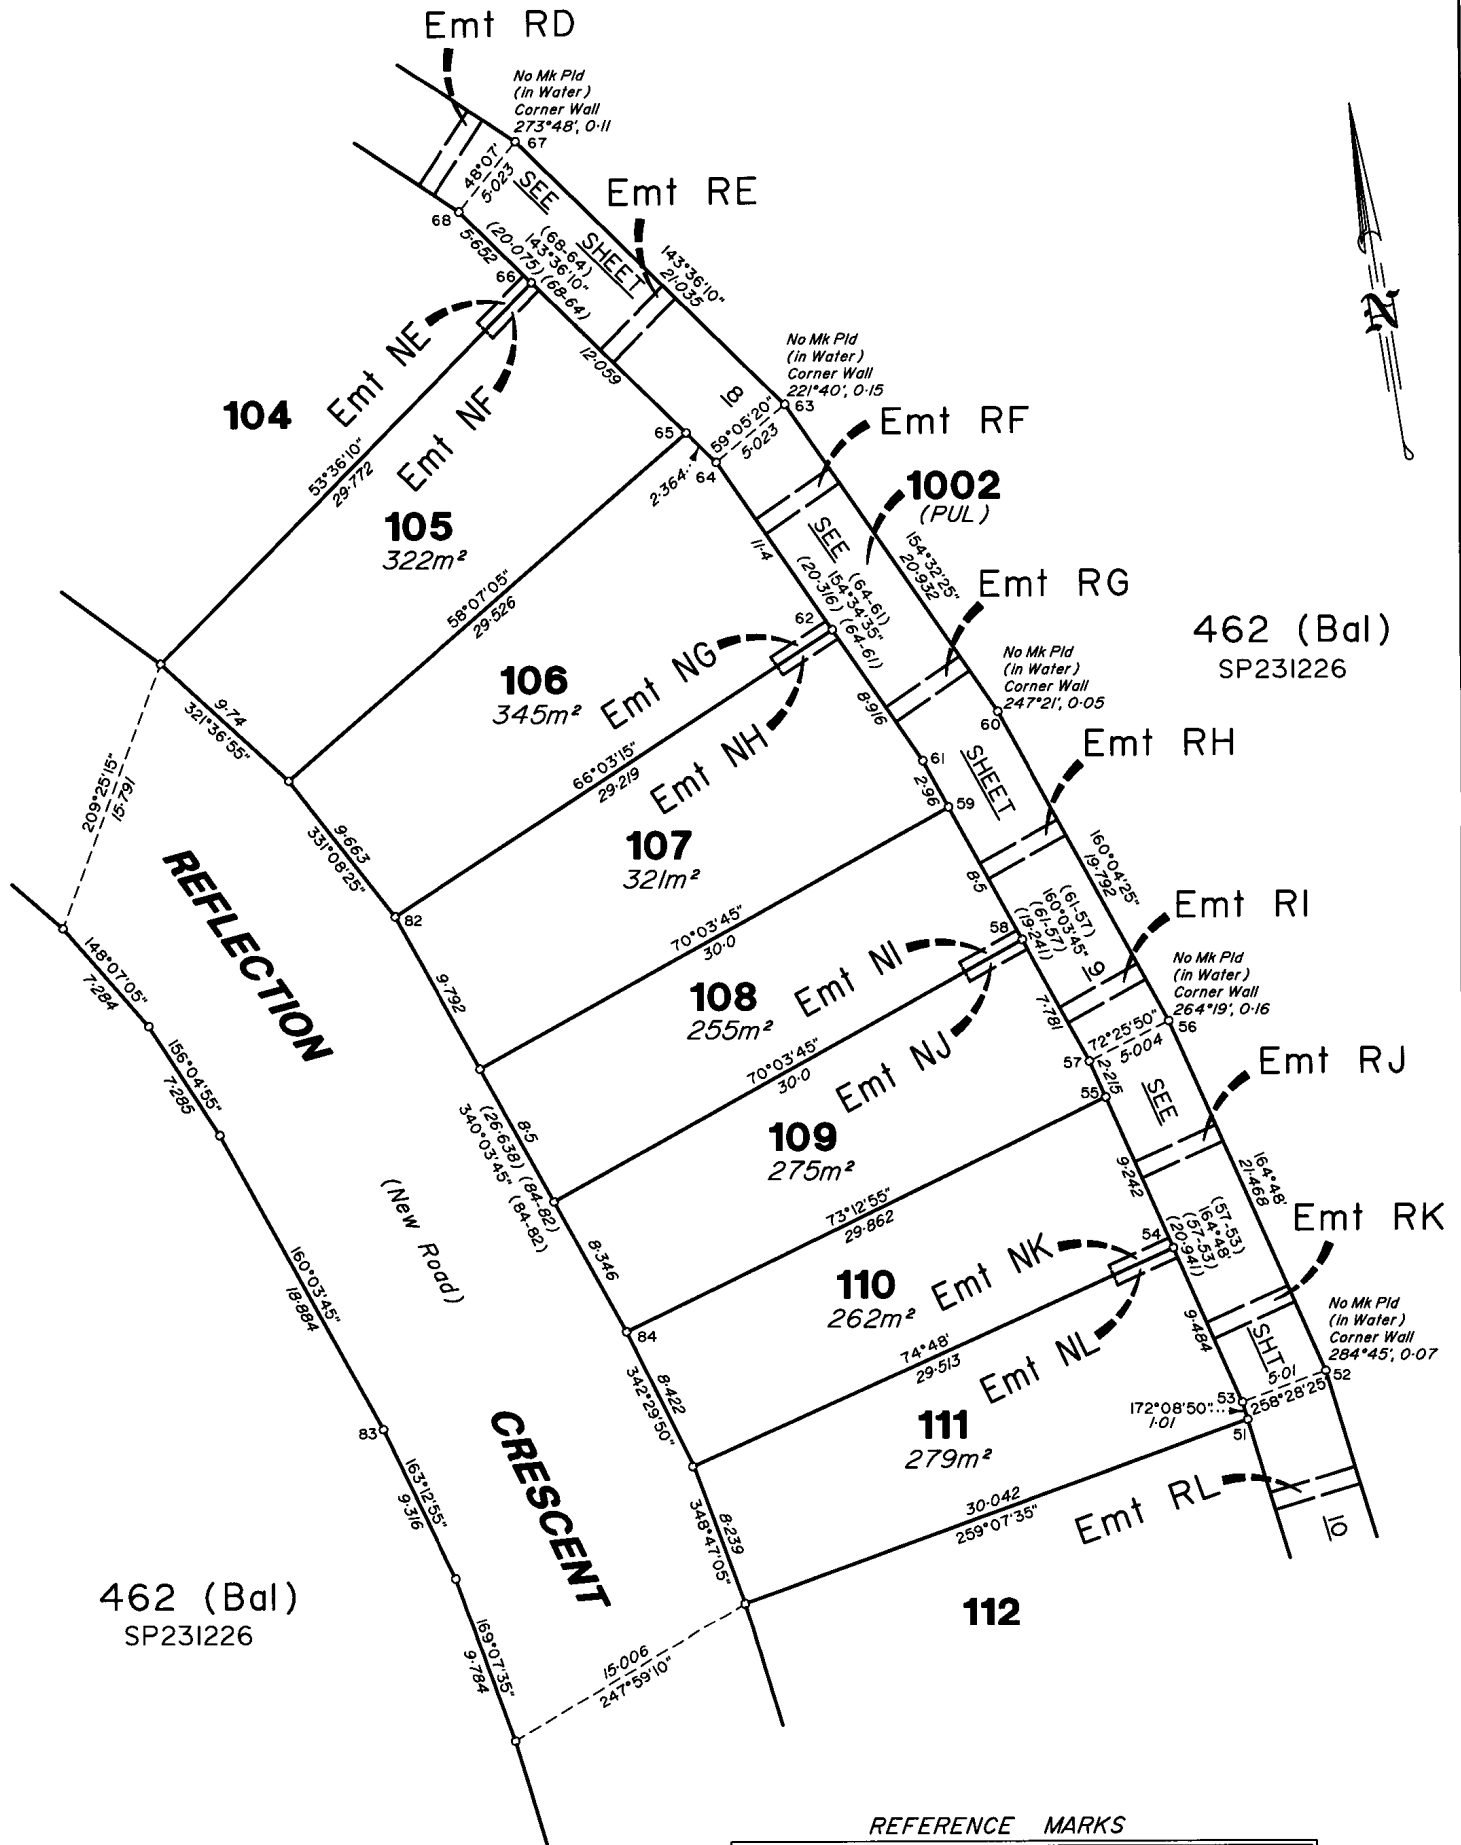 Emt RD
No Mk Pld
(in Water)
Corner Wall
273°48', 0·11
67
48°07'
5·023
SEE
SHEET
8
Emt RE
68
5·652
(20·075) (68-64)
143°36'10"
(68-64)
143°36'10"
21·035
66
Emt NE
Emt NF
12·059
No Mk Pld
(in Water)
Corner Wall
221°40', 0·15
63
104
53°36'10"
29·772
65
59°05'20"
5·023
64
2·364
Emt RF
1002
(PUL)
105
322m²
SEE
11·4
154°32'25"
20·932
(64-61)
154°34'35"
(20·316) (64-61)
Emt RG
58°07'05"
29·526
62
462 (Bal)
SP231226
Emt NG
Emt NH
106
345m²
8·916
No Mk Pld
(in Water)
Corner Wall
247°21', 0·05
60
9·74
321°36'55"
66°03'15"
29·219
61
2·96
59
SHEET
9
Emt RH
209°25'15"
15·791
9·663
331°08'25"
107
321m²
160°04'25"
19·792
8·5
(61-57)
160°03'45"
(61-57)
(19·241)
REFLECTION
82
70°03'45"
30·0
58
Emt RI
148°07'05"
7·284
9·792
Emt NI
Emt NJ
108
255m²
No Mk Pld
(in Water)
Corner Wall
264°19', 0·16
56
7·781
72°25'50"
5·004
57
2·215
55
156°04'55"
7·285
70°03'45"
30·0
SEE
Emt RJ
8·5
(26·638) (84-82)
340°03'45" (84-82)
109
275m²
9·242
164°48'
21·468
(New Road)
73°12'55"
29·862
(57-53)
164°48'
(57-53)
(20·941)
Emt RK
54
8·346
Emt NK
Emt NL
110
262m²
160°03'45"
18·884
84
9·484
SHT
10
No Mk Pld
(in Water)
Corner Wall
284°45', 0·07
52
74°48'
29·513
8·422
342°29'50"
5·01
258°28'25"
53
172°08'50"
1·01
51
83
CRESCENT
111
279m²
163°12'55"
9·316
8·239
348°47'05"
30·042
259°07'35"
Emt RL
462 (Bal)
SP231226
112
169°07'35"
9·784
15·006
247°59'10"
REFERENCE MARKS